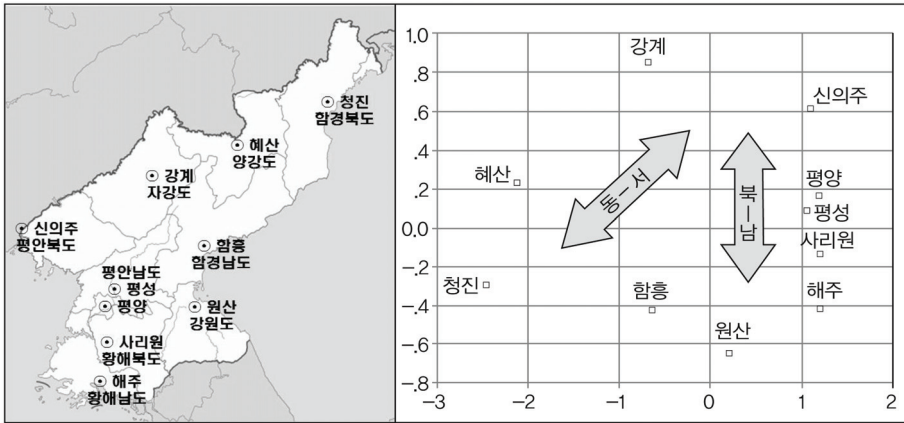 청진
함경북도
혜산
양강도
강계
자강도
신의주
평안북도
함흥
함경남도
평안남도
평성
평양
원산
강원도
사리원
황해북도
해주
황해남도
1.0
.8
.6
.4
.2
0.0
-.2
-.4
-.6
-.8
강계
신의주
혜산
동–서
북–남
평양
평성
사리원
청진
함흥
해주
원산
-3
-2
-1
0
1
2